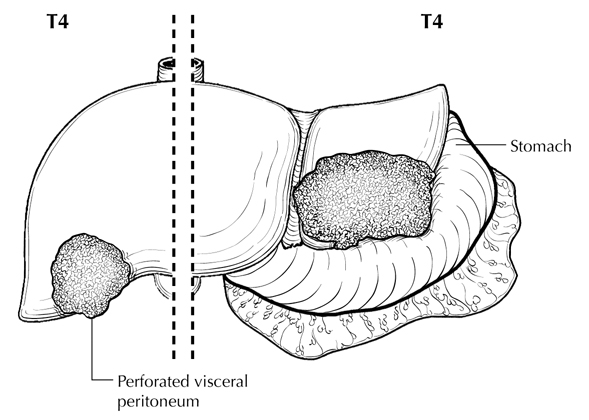 T4
T4
Stomach
Perforated visceral
peritoneum